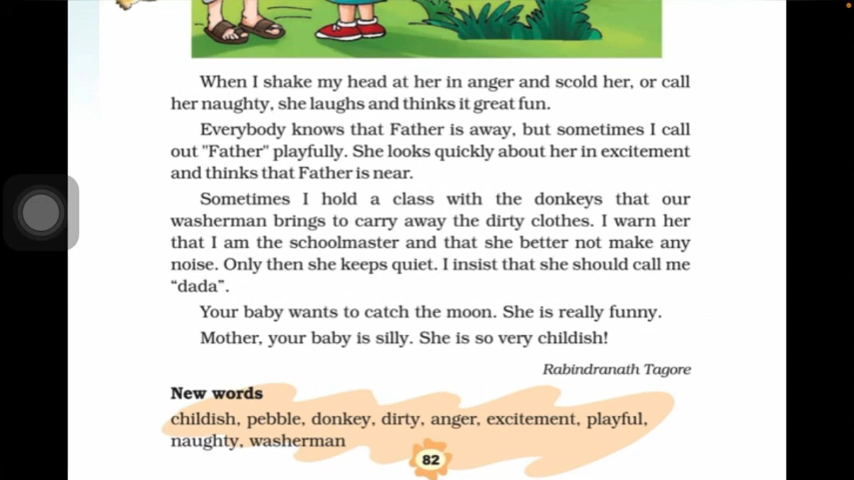 When I shake my head at her in anger and scold her, or call
her naughty, she laughs and thinks it great fun.
Everybody knows that Father is away, but sometimes I call
out "Father" playfully. She looks quickly about her in excitement
and thinks that Father is near.
Sometimes I hold a class with the donkeys that our
washerman brings to carry away the dirty clothes. I warn her
that I am the schoolmaster and that she better not make any
noise. Only then she keeps quiet. I insist that she should call me
“dada”.
Your baby wants to catch the moon. She is really funny.
Mother, your baby is silly. She is so very childish!
Rabindranath Tagore
New words
childish, pebble, donkey, dirty, anger, excitement, playful,
naughty, washerman
82